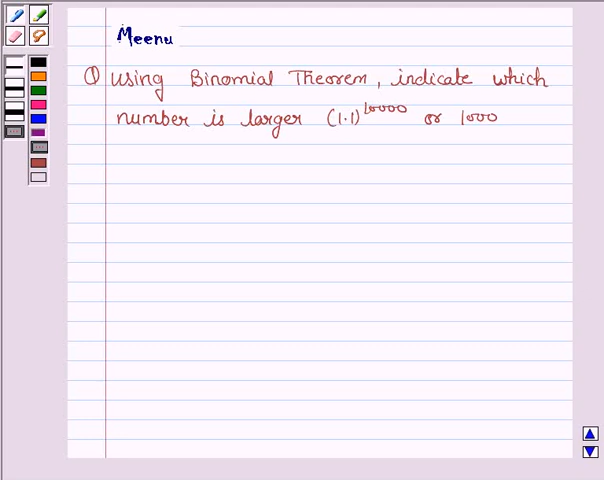 Meenu
① using Binomial Theorem, indicate which
number is larger (1.1)^10000 or 1000